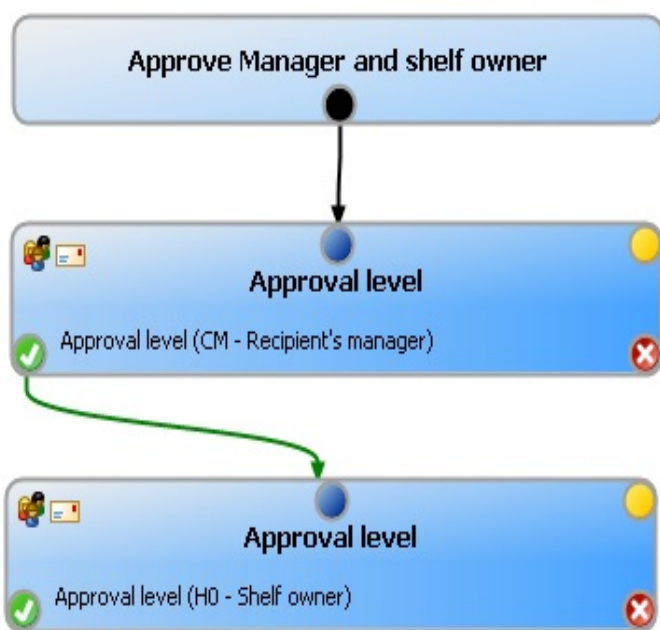 Approve Manager and shelf owner
Approval level
Approval level (CM - Recipient's manager)
Approval level
Approval level (H0 - Shelf owner)